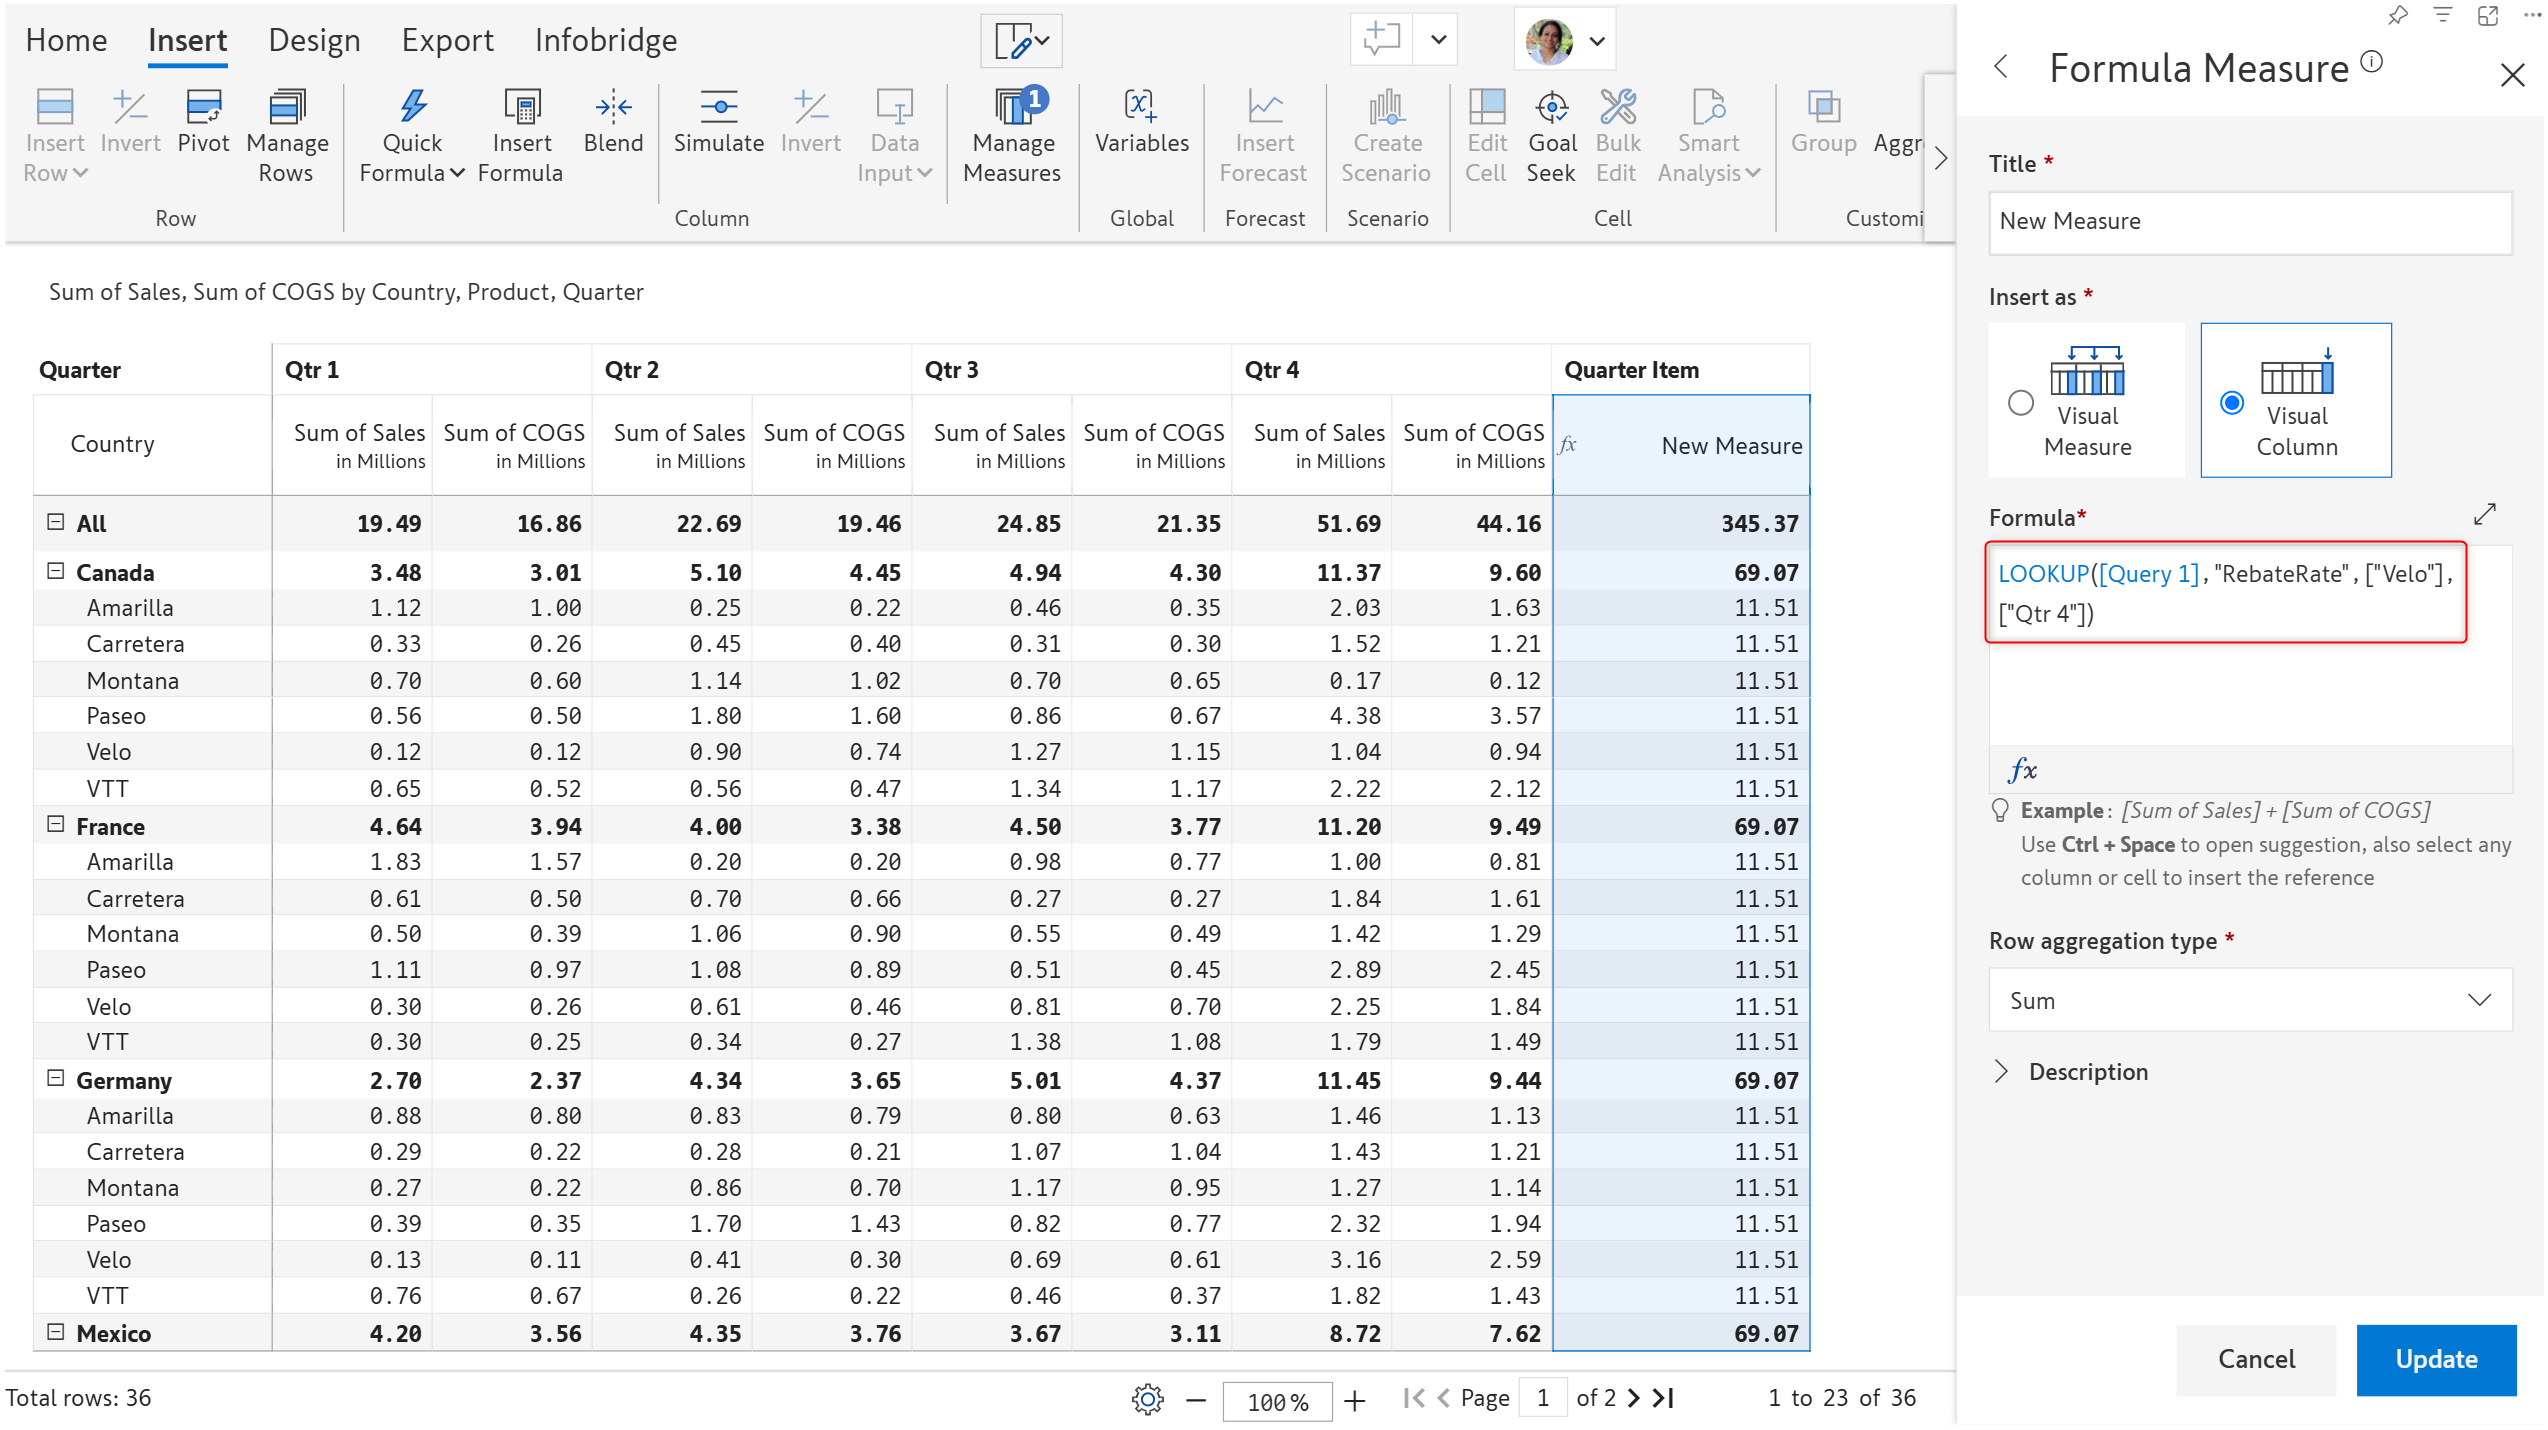 Home Insert Design Export Infobridge
Insert Row Invert Pivot Manage Rows Quick Formula Insert Formula Blend Simulate Invert Data Input Manage Measures 1 Variables Insert Forecast Create Scenario Edit Cell Goal Seek Bulk Edit Smart Analysis Group Aggr
Row Column Global Forecast Scenario Cell Customi
Sum of Sales, Sum of COGS by Country, Product, Quarter
Quarter Qtr 1 Qtr 2 Qtr 3 Qtr 4 Quarter Item
Country Sum of Sales in Millions Sum of COGS in Millions Sum of Sales in Millions Sum of COGS in Millions Sum of Sales in Millions Sum of COGS in Millions Sum of Sales in Millions Sum of COGS in Millions fx New Measure
All 19.49 16.86 22.69 19.46 24.85 21.35 51.69 44.16 345.37
Canada 3.48 3.01 5.10 4.45 4.94 4.30 11.37 9.60 69.07
Amarilla 1.12 1.00 0.25 0.22 0.46 0.35 2.03 1.63 11.51
Carretera 0.33 0.26 0.45 0.40 0.31 0.30 1.52 1.21 11.51
Montana 0.70 0.60 1.14 1.02 0.70 0.65 0.17 0.12 11.51
Paseo 0.56 0.50 1.80 1.60 0.86 0.67 4.38 3.57 11.51
Velo 0.12 0.12 0.90 0.74 1.27 1.15 1.04 0.94 11.51
VTT 0.65 0.52 0.56 0.47 1.34 1.17 2.22 2.12 11.51
France 4.64 3.94 4.00 3.38 4.50 3.77 11.20 9.49 69.07
Amarilla 1.83 1.57 0.20 0.20 0.98 0.77 1.00 0.81 11.51
Carretera 0.61 0.50 0.70 0.66 0.27 0.27 1.84 1.61 11.51
Montana 0.50 0.39 1.06 0.90 0.55 0.49 1.42 1.29 11.51
Paseo 1.11 0.97 1.08 0.89 0.51 0.45 2.89 2.45 11.51
Velo 0.30 0.26 0.61 0.46 0.81 0.70 2.25 1.84 11.51
VTT 0.30 0.25 0.34 0.27 1.38 1.08 1.79 1.49 11.51
Germany 2.70 2.37 4.34 3.65 5.01 4.37 11.45 9.44 69.07
Amarilla 0.88 0.80 0.83 0.79 0.80 0.63 1.46 1.13 11.51
Carretera 0.29 0.22 0.28 0.21 1.07 1.04 1.43 1.21 11.51
Montana 0.27 0.22 0.86 0.70 1.17 0.95 1.27 1.14 11.51
Paseo 0.39 0.35 1.70 1.43 0.82 0.77 2.32 1.94 11.51
Velo 0.13 0.11 0.41 0.30 0.69 0.61 3.16 2.59 11.51
VTT 0.76 0.67 0.26 0.22 0.46 0.37 1.82 1.43 11.51
Mexico 4.20 3.56 4.35 3.76 3.67 3.11 8.72 7.62 69.07
Total rows: 36 100% Page 1 of 2 1 to 23 of 36
Formula Measure
Title *
New Measure
Insert as *
Visual Measure Visual Column
Formula*
LOOKUP([Query 1],"RebateRate",["Velo"],
["Qtr 4"])
fx
Example: [Sum of Sales] + [Sum of COGS]
Use Ctrl + Space to open suggestion, also select any
column or cell to insert the reference
Row aggregation type *
Sum
Description
Cancel Update